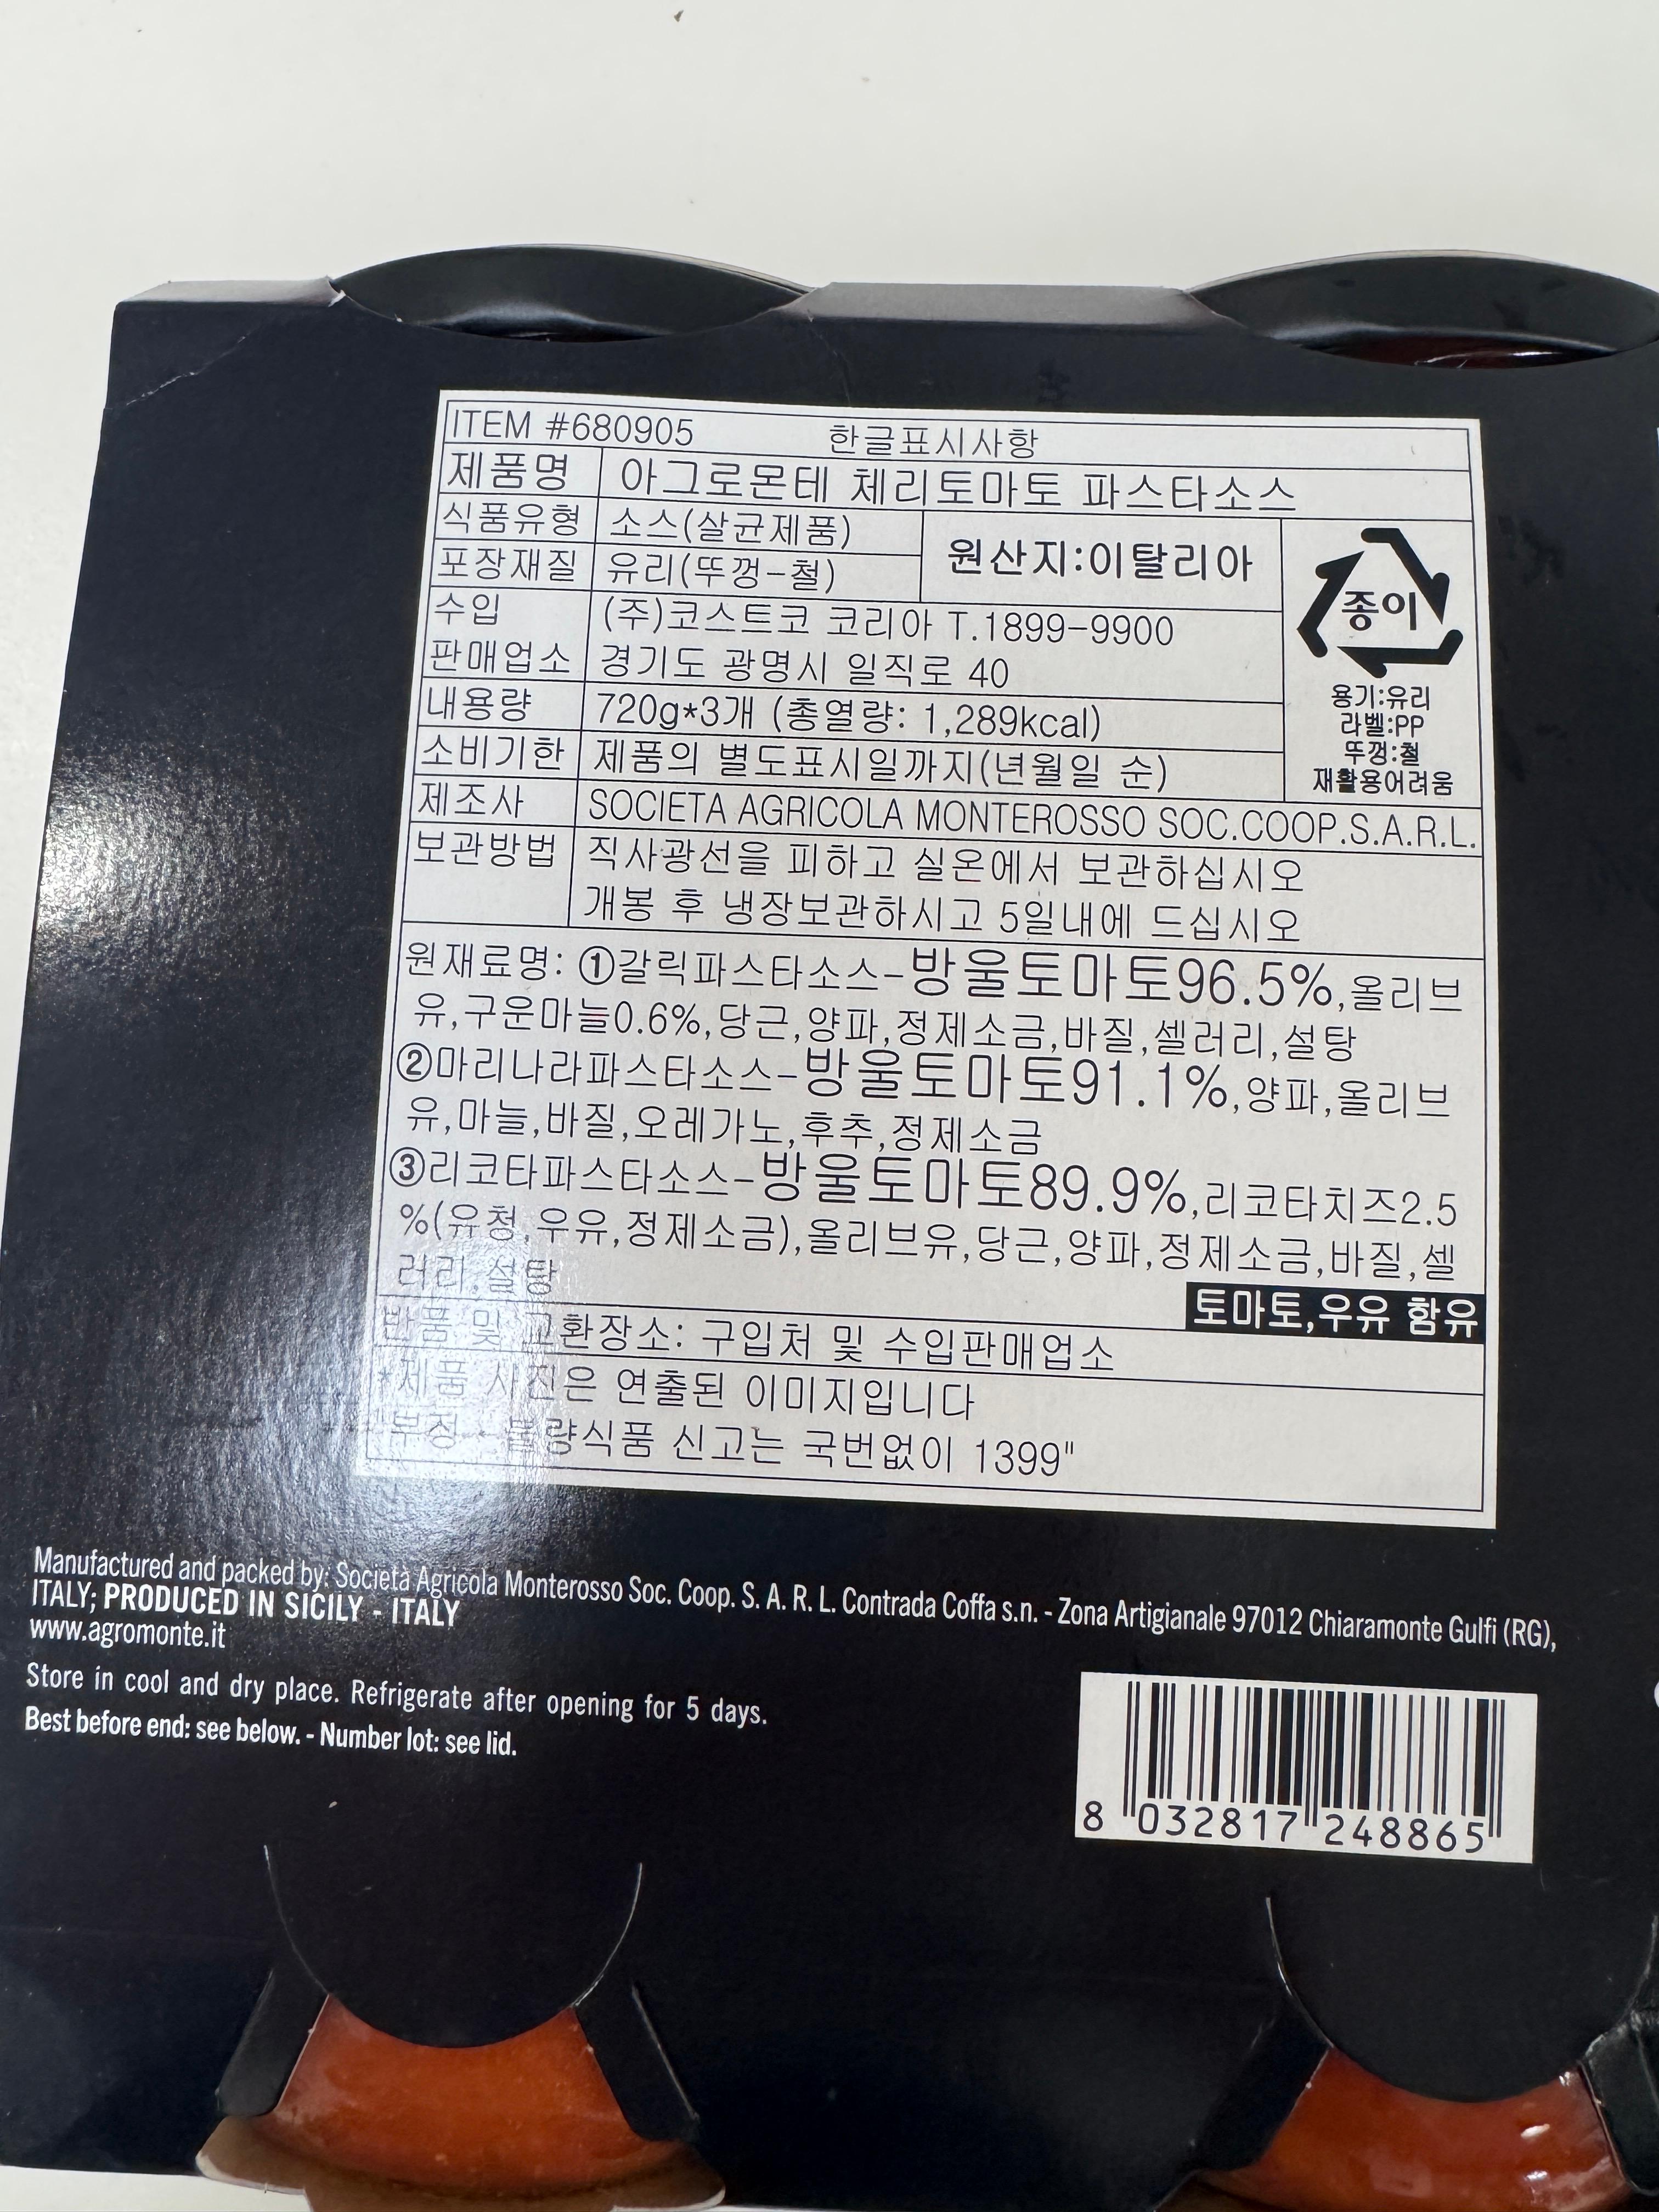 ITEM #680905 한글표시사항
제품명 아그로몬테 체리토마토 파스타소스
식품유형 소스(살균제품)
원산지:이탈리아
포장재질 유리(뚜껑-철)
종이
용기:유리
라벨:PP
뚜껑:철
재활용어려움
수입 (주)코스트코 코리아 T.1899-9900
판매업소 경기도 광명시 일직로 40
내용량 720g*3개 (총열량: 1,289kcal)
소비기한 제품의 별도표시일까지(년월일 순)
제조사 SOCIETA AGRICOLA MONTEROSSO SOC.COOP.S.A.R.L.
보관방법 직사광선을 피하고 실온에서 보관하십시오
개봉 후 냉장보관하시고 5일내에 드십시오
원재료명: ①갈릭파스타소스-방울토마토96.5%,올리브
유,구운마늘0.6%,당근,양파,정제소금,바질,셀러리,설탕
②마리나라파스타소스-방울토마토91.1%,양파,올리브
유,마늘,바질,오레가노,후추,정제소금
③리코타파스타소스-방울토마토89.9%,리코타치즈2.5
%(유청,우유,정제소금),올리브유,당근,양파,정제소금,바질,셀
러리,설탕
토마토,우유 함유
반품 및 교환장소: 구입처 및 수입판매업소
*제품 사진은 연출된 이미지입니다
"부정·불량식품 신고는 국번없이 1399"
Manufactured and packed by: Società Agricola Monterosso Soc. Coop. S. A. R. L. Contrada Coffa s.n. - Zona Artigianale 97012 Chiaramonte Gulfi (RG),
ITALY; PRODUCED IN SICILY - ITALY
www.agromonte.it
Store in cool and dry place. Refrigerate after opening for 5 days.
Best before end: see below. - Number lot: see lid.
8 032817 248865